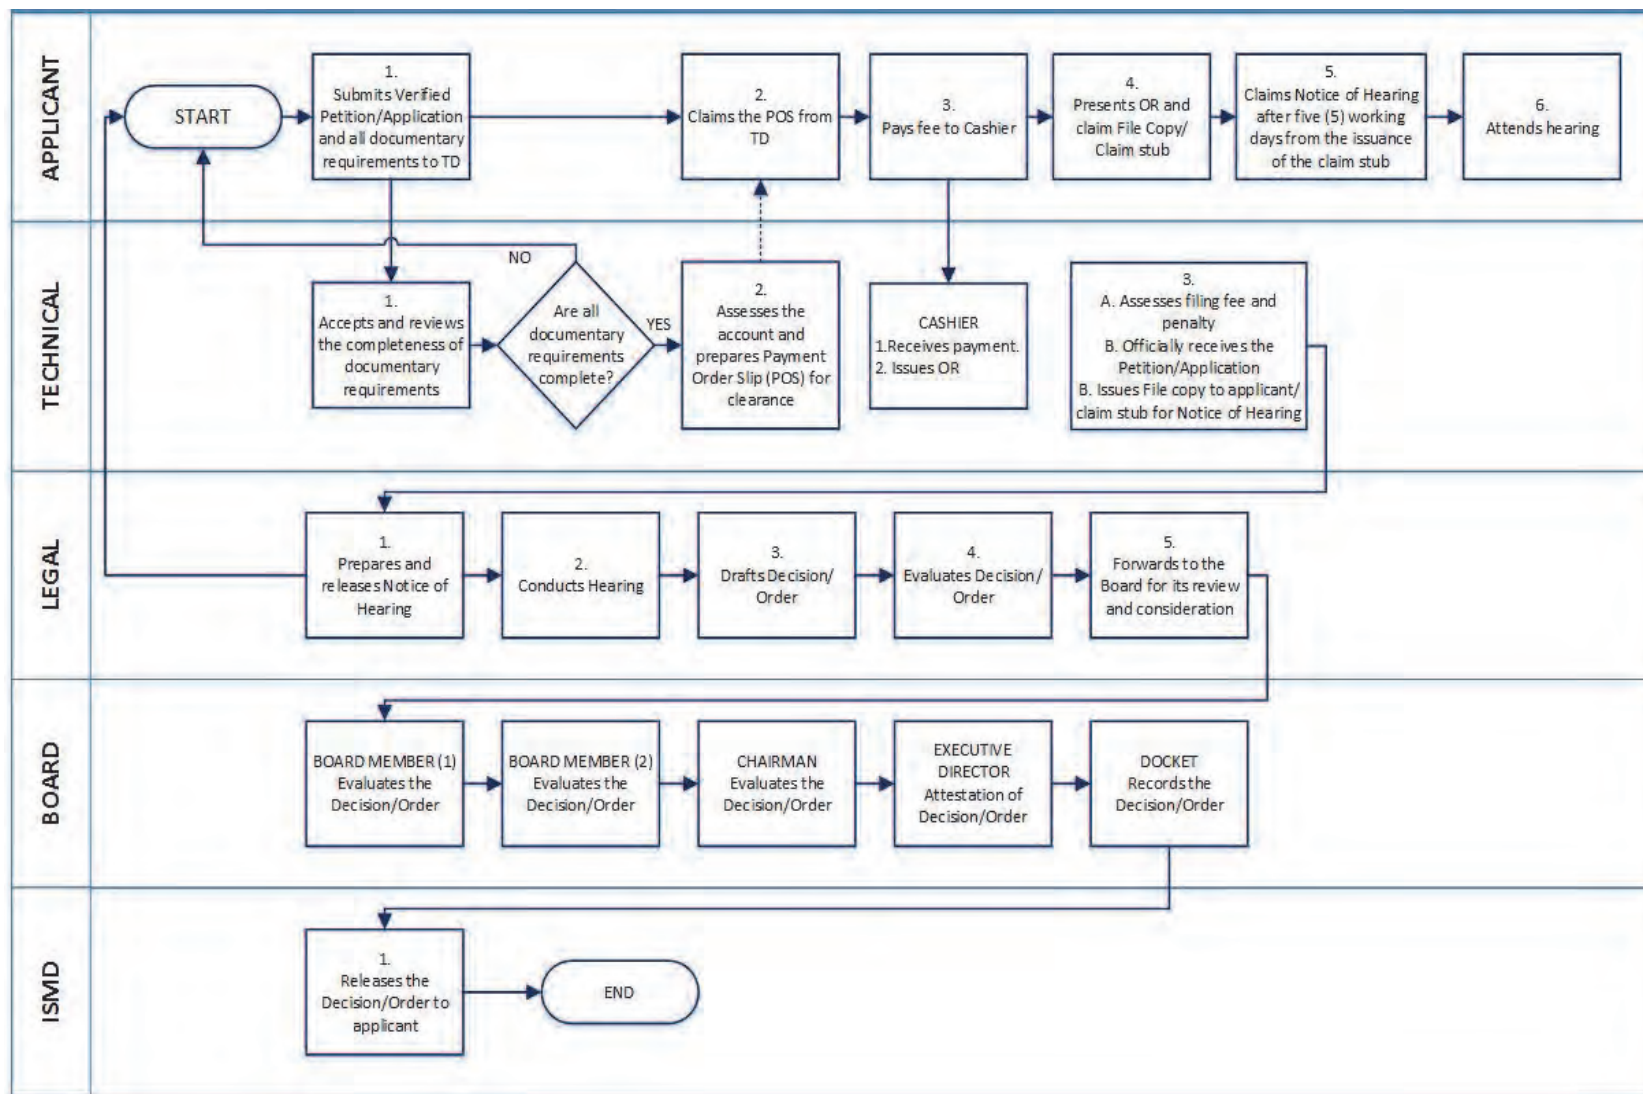 APPLICANT
START
1.
Submits Verified
Petition/Application
and all documentary
requirements to TD
2.
Claims the POS from
TD
3.
Pays fee to Cashier
4.
Presents OR and
claim File Copy/
Claim stub
5.
Claims Notice of Hearing
after five (5) working
days from the issuance
of the claim stub
6.
Attends hearing
TECHNICAL
1.
Accepts and reviews
the completeness of
documentary
requirements
NO
Are all
documentary
requirements
complete?
YES
2.
Assesses the
account and
prepares Payment
Order Slip (POS) for
clearance
CASHIER
1.Receives payment.
2. Issues OR
3.
A. Assesses filing fee and
penalty
B. Officially receives the
Petition/Application
B. Issues File copy to applicant/
claim stub for Notice of Hearing
LEGAL
1.
Prepares and
releases Notice of
Hearing
2.
Conducts Hearing
3.
Drafts Decision/
Order
4.
Evaluates Decision/
Order
5.
Forwards to the
Board for its review
and consideration
BOARD
BOARD MEMBER (1)
Evaluates the
Decision/Order
BOARD MEMBER (2)
Evaluates the
Decision/Order
CHAIRMAN
Evaluates the
Decision/Order
EXECUTIVE
DIRECTOR
Attestation of
Decision/Order
DOCKET
Records the
Decision/Order
ISMD
1.
Releases the
Decision/Order to
applicant
END